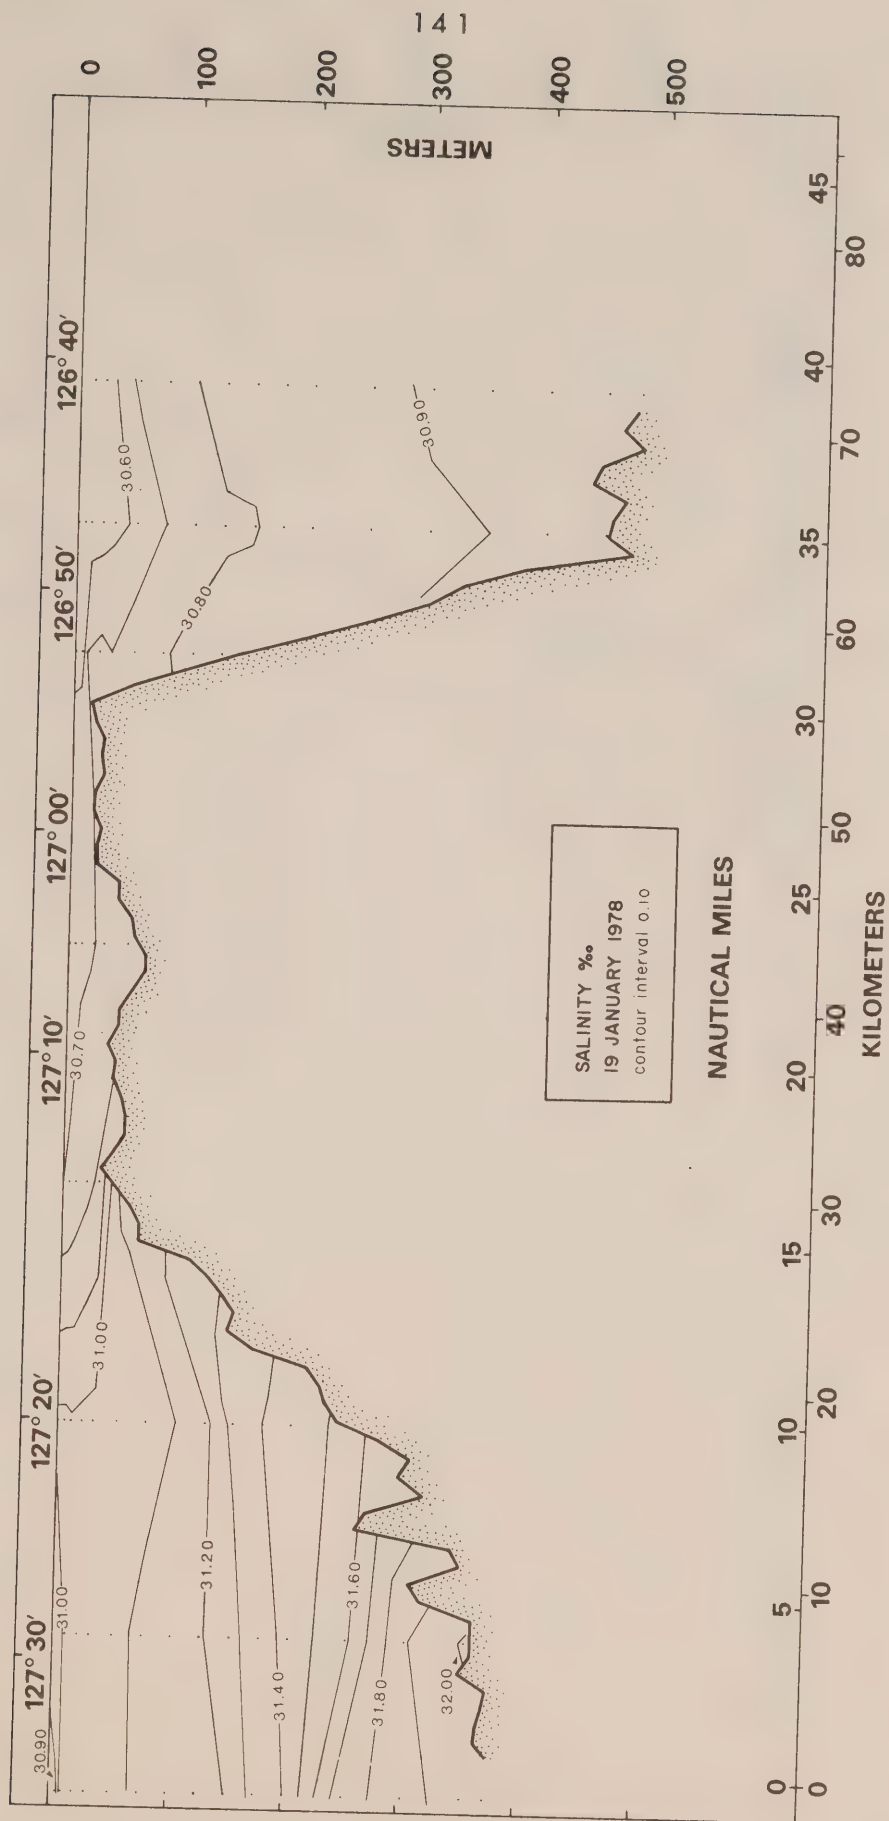 141
127° 30′ 127° 20′ 127° 10′ 127° 00′ 126° 50′ 126° 40′
0
100
200
300
400
500
METERS
30.90
31.00
31.00
30.70
30.60
30.80
30.90
31.20
31.40
31.60
31.80
32.00
SALINITY ‰
19 JANUARY 1978
contour interval 0.10
NAUTICAL MILES
0 5 10 15 20 25 30 35 40 45
0 10 20 30 40 50 60 70 80
KILOMETERS